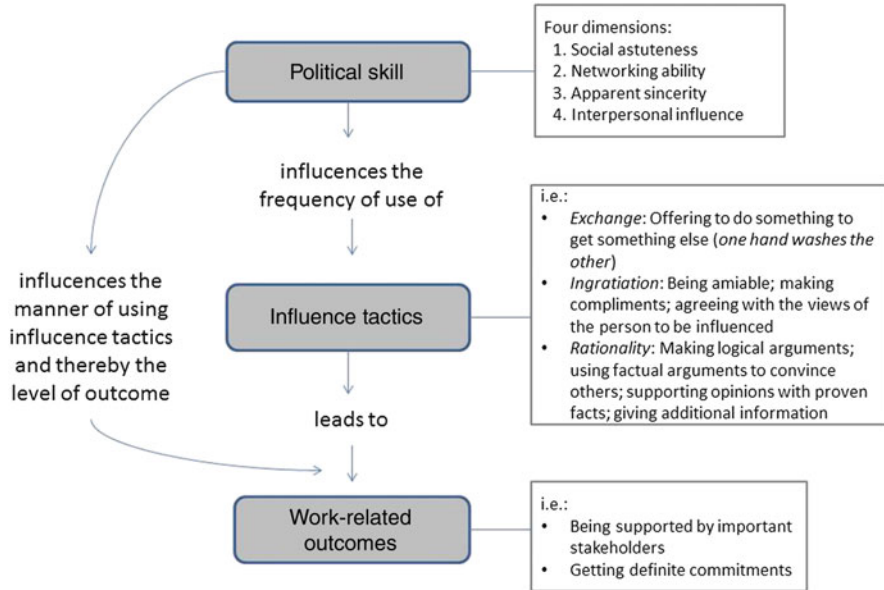 Political skill
Four dimensions:
1. Social astuteness
2. Networking ability
3. Apparent sincerity
4. Interpersonal influence
influcences the
frequency of use of
influcences the
manner of using
influcence tactics
and thereby the
level of outcome
Influence tactics
i.e.:
• Exchange: Offering to do something to
get something else (one hand washes the
other)
• Ingratiation: Being amiable; making
compliments; agreeing with the views of
the person to be influenced
• Rationality: Making logical arguments;
using factual arguments to convince
others; supporting opinions with proven
facts; giving additional information
leads to
Work-related
outcomes
i.e.:
• Being supported by important
stakeholders
• Getting definite commitments